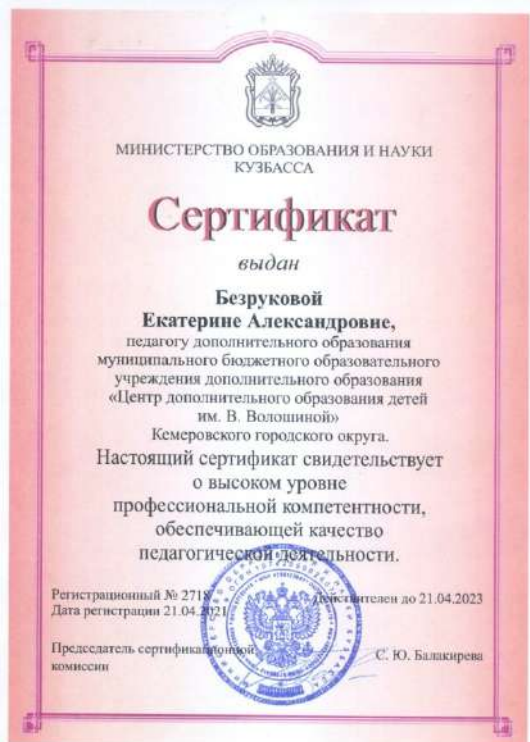 МИНИСТЕРСТВО ОБРАЗОВАНИЯ И НАУКИ
КУЗБАССА
Сертификат
выдан
Безруковой
Екатерине Александровне,
педагогу дополнительного образования
муниципального бюджетного образовательного
учреждения дополнительного образования
«Центр дополнительного образования детей
им. В. Волошиной»
Кемеровского городского округа.
Настоящий сертификат свидетельствует
о высоком уровне
профессиональной компетентности,
обеспечивающей качество
педагогической деятельности.
Регистрационный № 2718 Действителен до 21.04.2023
Дата регистрации 21.04.2021
Председатель сертификационной
комиссии С. Ю. Балакирева